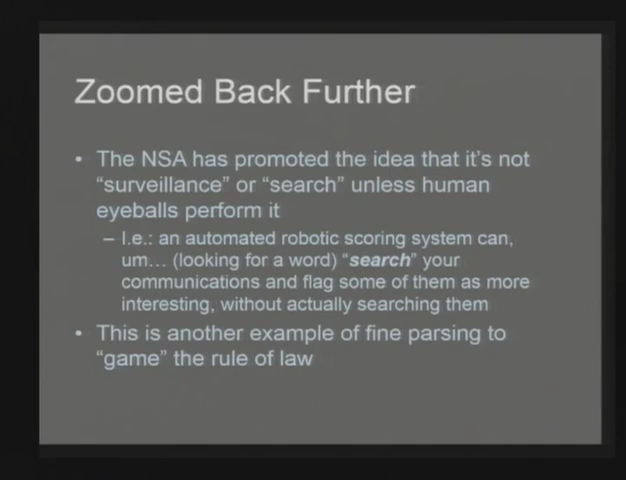 Zoomed Back Further
• The NSA has promoted the idea that it's not
"surveillance" or "search" unless human
eyeballs perform it
– I.e.: an automated robotic scoring system can,
um… (looking for a word) "search" your
communications and flag some of them as more
interesting, without actually searching them
• This is another example of fine parsing to
"game" the rule of law